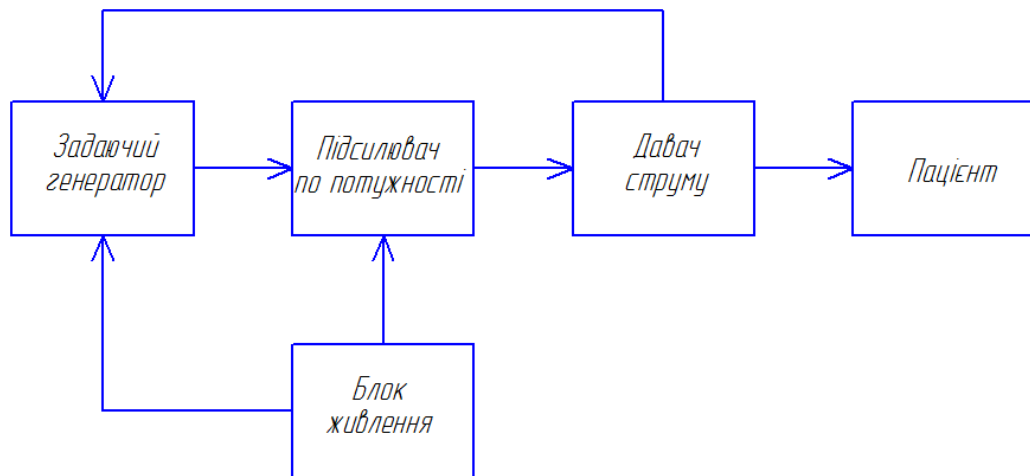 Задаючий
генератор
Підсилювач
по потужності
Давач
струму
Пацієнт
Блок
живлення